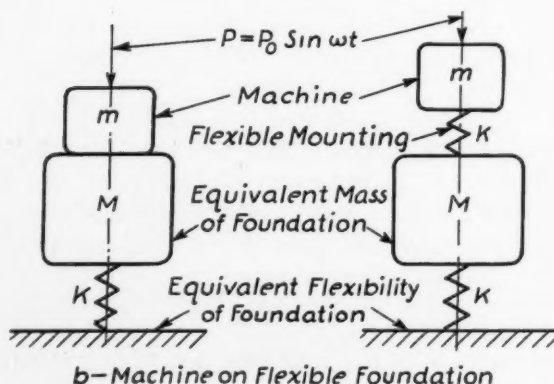 P=P₀ Sin ωt
m
m
Machine
Flexible Mounting
K
M
M
Equivalent Mass
of Foundation
K
Equivalent Flexibility
of Foundation
K
b-Machine on Flexible Foundation